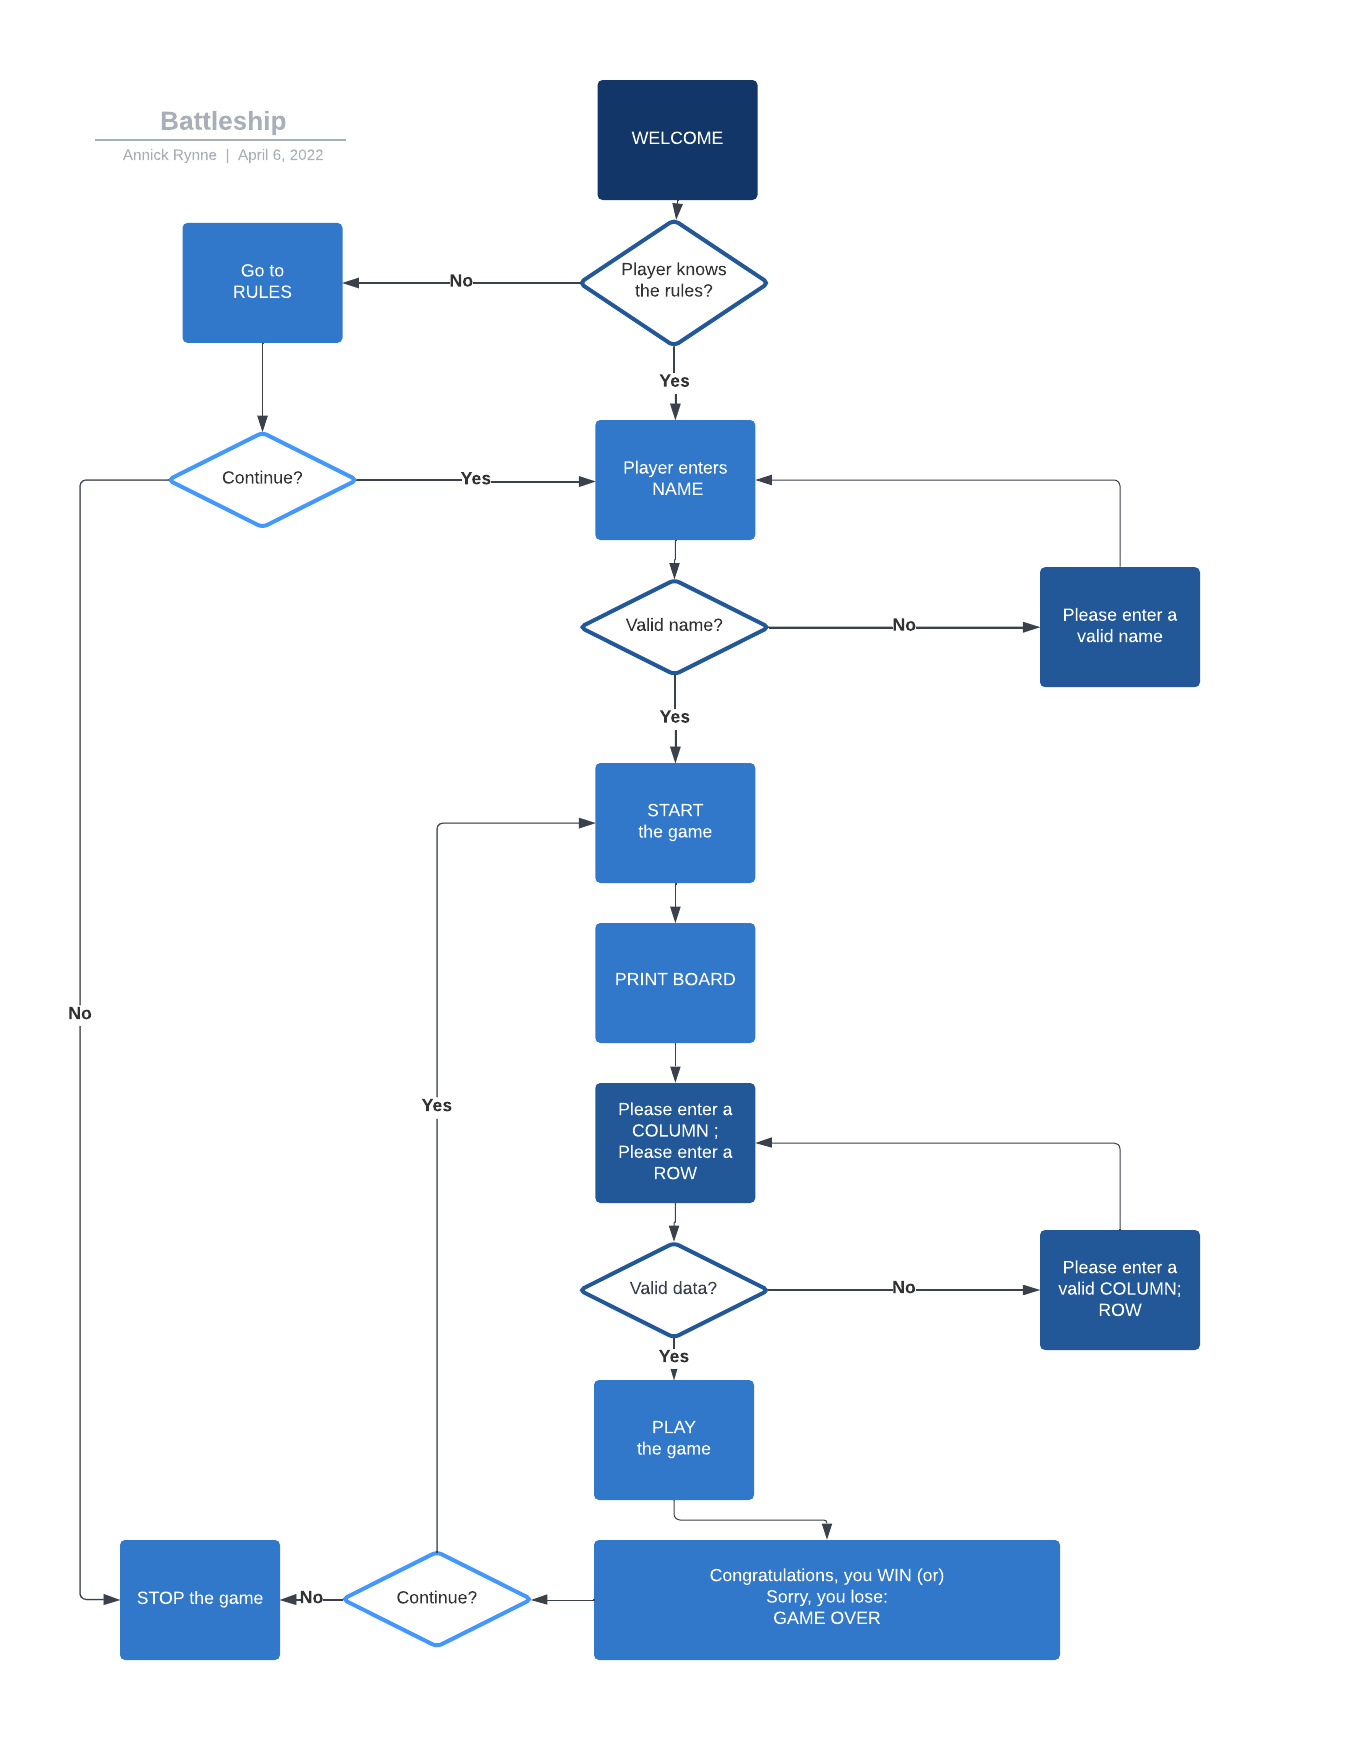 Battleship
Annick Rynne | April 6, 2022
WELCOME
Player knows
the rules?
No
Go to
RULES
Yes
Continue?
Yes
Player enters
NAME
Valid name?
No
Please enter a
valid name
Yes
START
the game
PRINT BOARD
No
Yes
Please enter a
COLUMN ;
Please enter a
ROW
Valid data?
No
Please enter a
valid COLUMN;
ROW
Yes
PLAY
the game
Congratulations, you WIN (or)
Sorry, you lose:
GAME OVER
Continue?
No
STOP the game